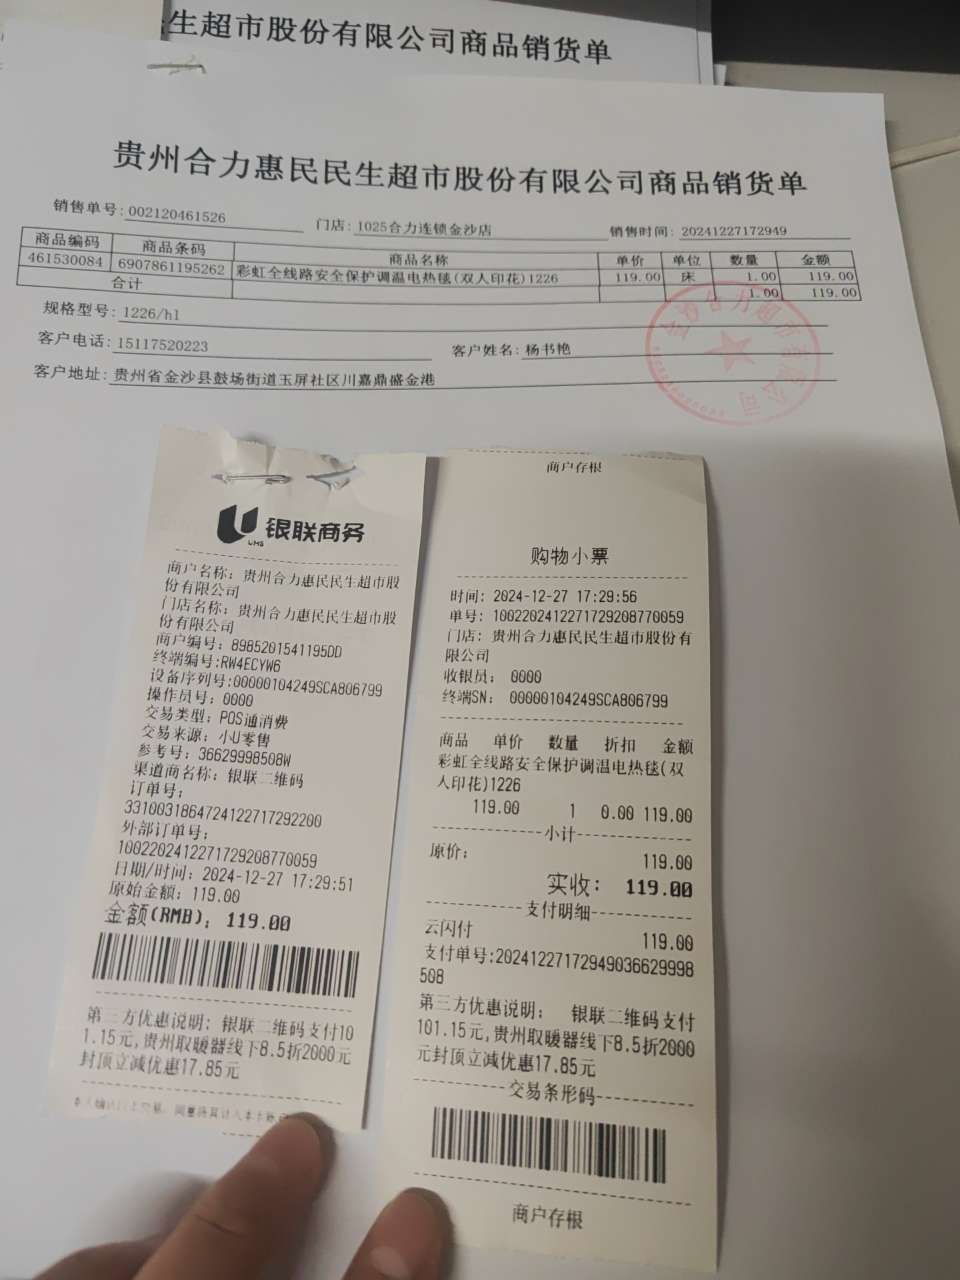 生超市股份有限公司商品销货单
贵州合力惠民民生超市股份有限公司商品销货单
销售单号: 002120461526 门店: 1025合力连锁金沙店 销售时间: 20241227172949
商品编码 商品条码 商品名称 单价 单位 数量 金额
461530084 6907861195262 彩虹全线路安全保护调温电热毯(双人印花)1226 119.00 床 1.00 119.00
合计 1.00 119.00
规格型号: 1226/hl
客户电话: 15117520223 客户姓名: 杨书艳
客户地址: 贵州省金沙县鼓场街道玉屏社区川嘉鼎盛金港
银联商务
UMS
商户名称: 贵州合力惠民民生超市股
份有限公司
门店名称: 贵州合力惠民民生超市股
份有限公司
商户编号: 8985201541195DD
终端编号:RW4ECYW6
设备序列号:00000104249SCA806799
操作员号: 0000
交易类型: POS通消费
交易来源: 小U零售
参考号: 36629998508W
渠道商名称: 银联二维码
订单号:
3310031864724122717292200
外部订单号:
10022024122717292087​70059
日期/时间: 2024-12-27 17:29:51
原始金额: 119.00
金额(RMB): 119.00
第三方优惠说明: 银联二维码支付10
1.15元,贵州取暖器线下8.5折2000元
封顶立减优惠17.85元
商户存根
购物小票
时间: 2024-12-27 17:29:56
单号: 1002202412271729208770059
门店: 贵州合力惠民民生超市股份有
限公司
收银员: 0000
终端SN: 00000104249SCA806799
商品 单价 数量 折扣 金额
彩虹全线路安全保护调温电热毯(双
人印花)1226
119.00 1 0.00 119.00
小计
原价: 119.00
实收: 119.00
支付明细
云闪付 119.00
支付单号:20241227172949036629998
508
第三方优惠说明: 银联二维码支付
101.15元,贵州取暖器线下8.5折2000
元封顶立减优惠17.85元
交易条形码
商户存根